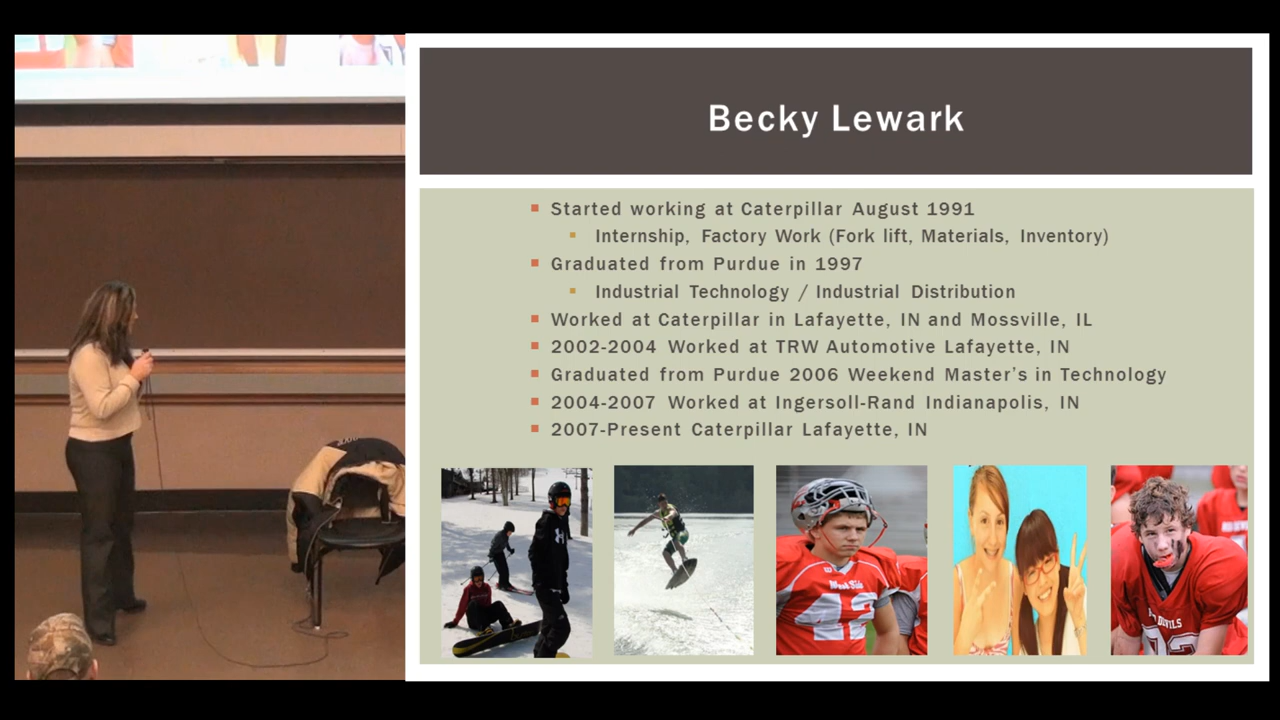 Becky Lewark
Started working at Caterpillar August 1991
Internship, Factory Work (Fork lift, Materials, Inventory)
Graduated from Purdue in 1997
Industrial Technology / Industrial Distribution
Worked at Caterpillar in Lafayette, IN and Mossville, IL
2002-2004 Worked at TRW Automotive Lafayette, IN
Graduated from Purdue 2006 Weekend Master's in Technology
2004-2007 Worked at Ingersoll-Rand Indianapolis, IN
2007-Present Caterpillar Lafayette, IN
West Side
42